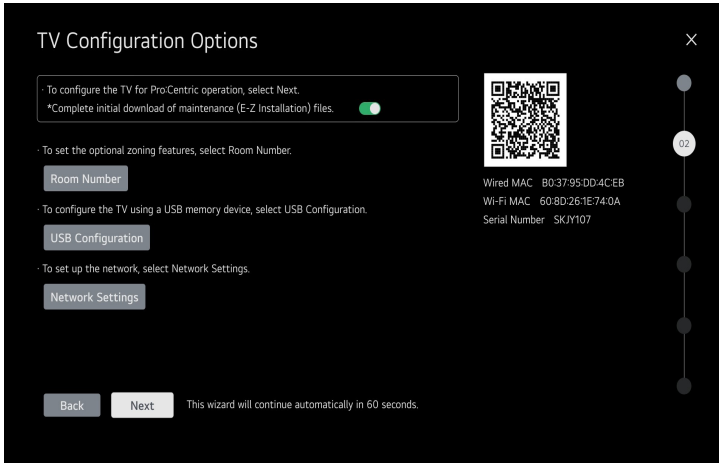 TV Configuration Options
X
· To configure the TV for Pro:Centric operation, select Next.
*Complete initial download of maintenance (E-Z Installation) files.
· To set the optional zoning features, select Room Number.
Room Number
· To configure the TV using a USB memory device, select USB Configuration.
USB Configuration
· To set up the network, select Network Settings.
Network Settings
Back
Next
This wizard will continue automatically in 60 seconds.
Wired MAC B0:37:95:DD:4C:EB
Wi-Fi MAC 60:8D:26:1E:74:0A
Serial Number SKJY107
02